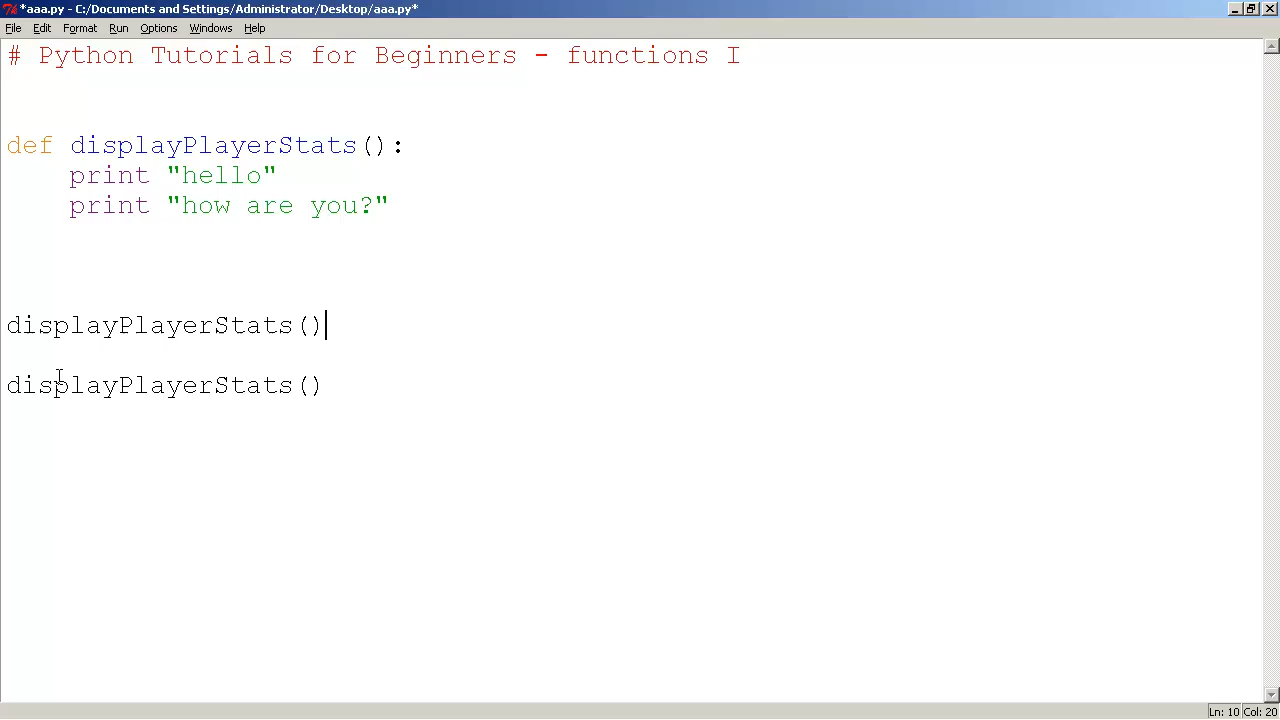 *aaa.py - C:/Documents and Settings/Administrator/Desktop/aaa.py*
File Edit Format Run Options Windows Help
# Python Tutorials for Beginners - functions I
def displayPlayerStats():
    print "hello"
    print "how are you?"
displayPlayerStats()
displayPlayerStats()
Ln: 10 Col: 20